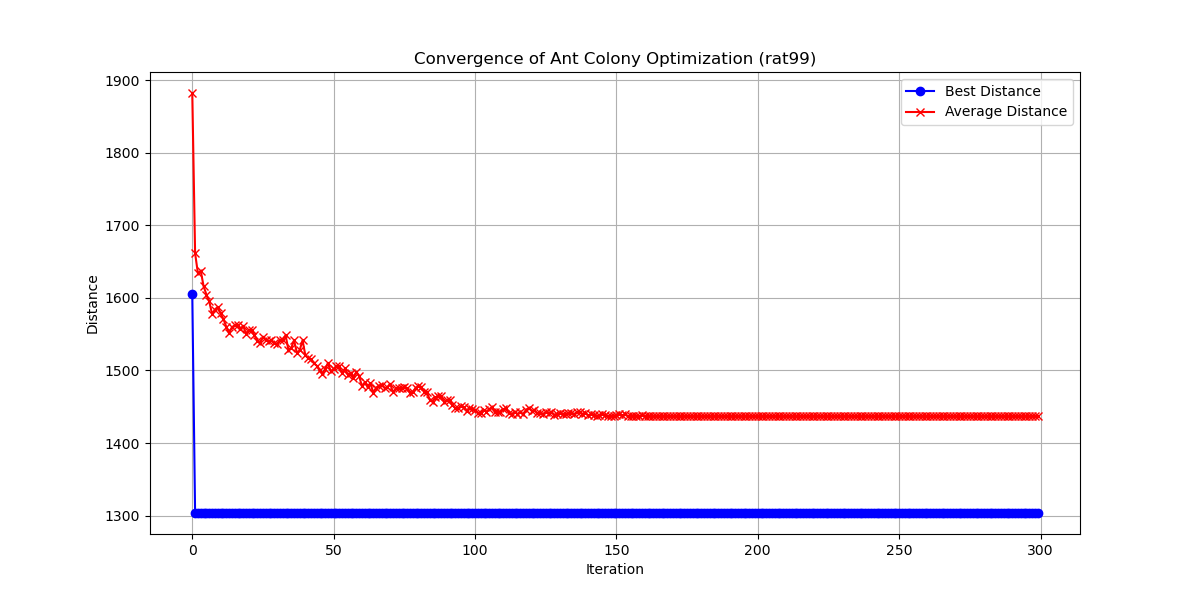 Convergence of Ant Colony Optimization (rat99)
Best Distance
Average Distance
1900
1800
1700
1600
1500
1400
1300
Distance
0 50 100 150 200 250 300
Iteration